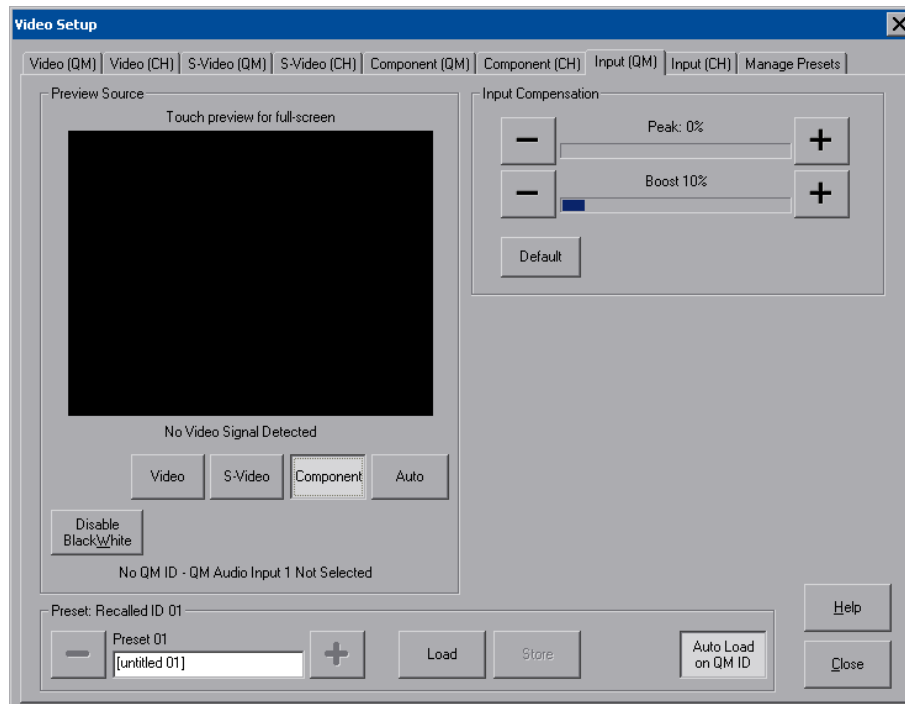 Video Setup
Video (QM) Video (CH) S-Video (QM) S-Video (CH) Component (QM) Component (CH) Input (QM) Input (CH) Manage Presets
Preview Source
Touch preview for full-screen
No Video Signal Detected
Video S-Video Component Auto
Disable
BlackWhite
No QM ID - QM Audio Input 1 Not Selected
Input Compensation
Peak: 0%
Boost 10%
Default
Preset: Recalled ID 01
Preset 01
[untitled 01]
Load Store
Auto Load
on QM ID
Help
Close